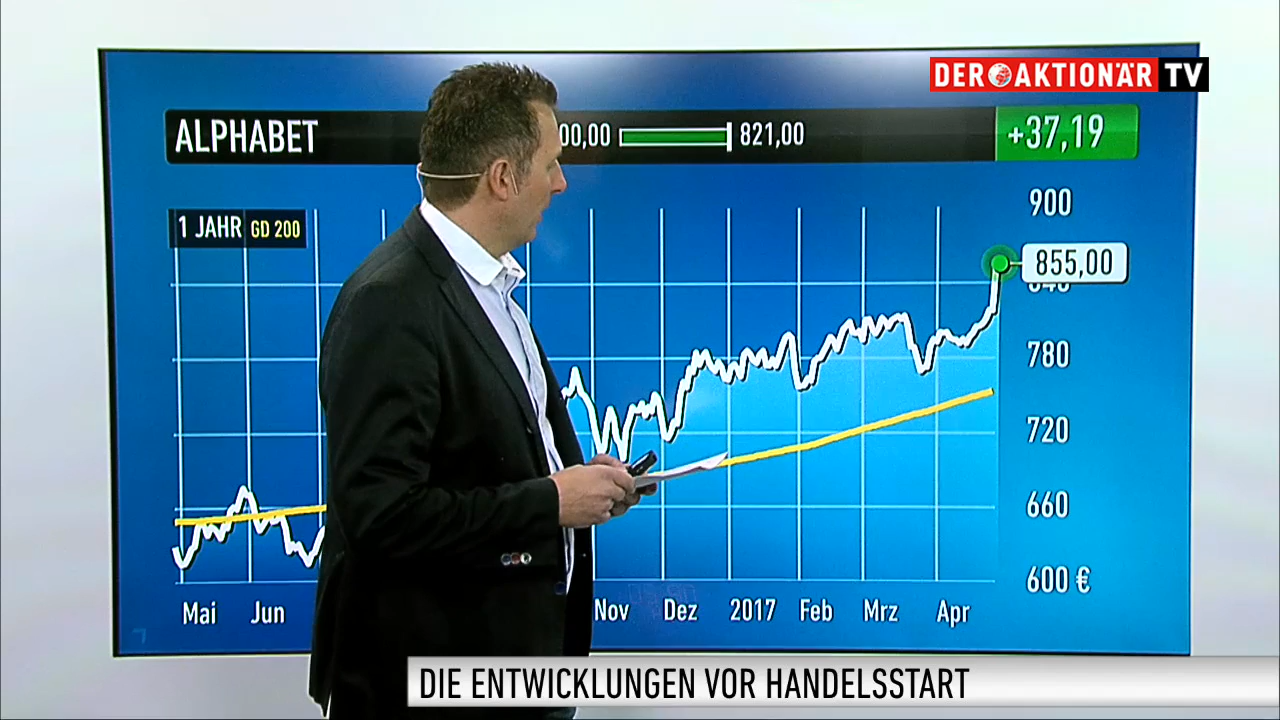 DER AKTIONÄR TV
ALPHABET 00,00 821,00 +37,19
1 JAHR GD 200
900
855,00
840
780
720
660
600 €
Mai Jun Nov Dez 2017 Feb Mrz Apr
DIE ENTWICKLUNGEN VOR HANDELSSTART